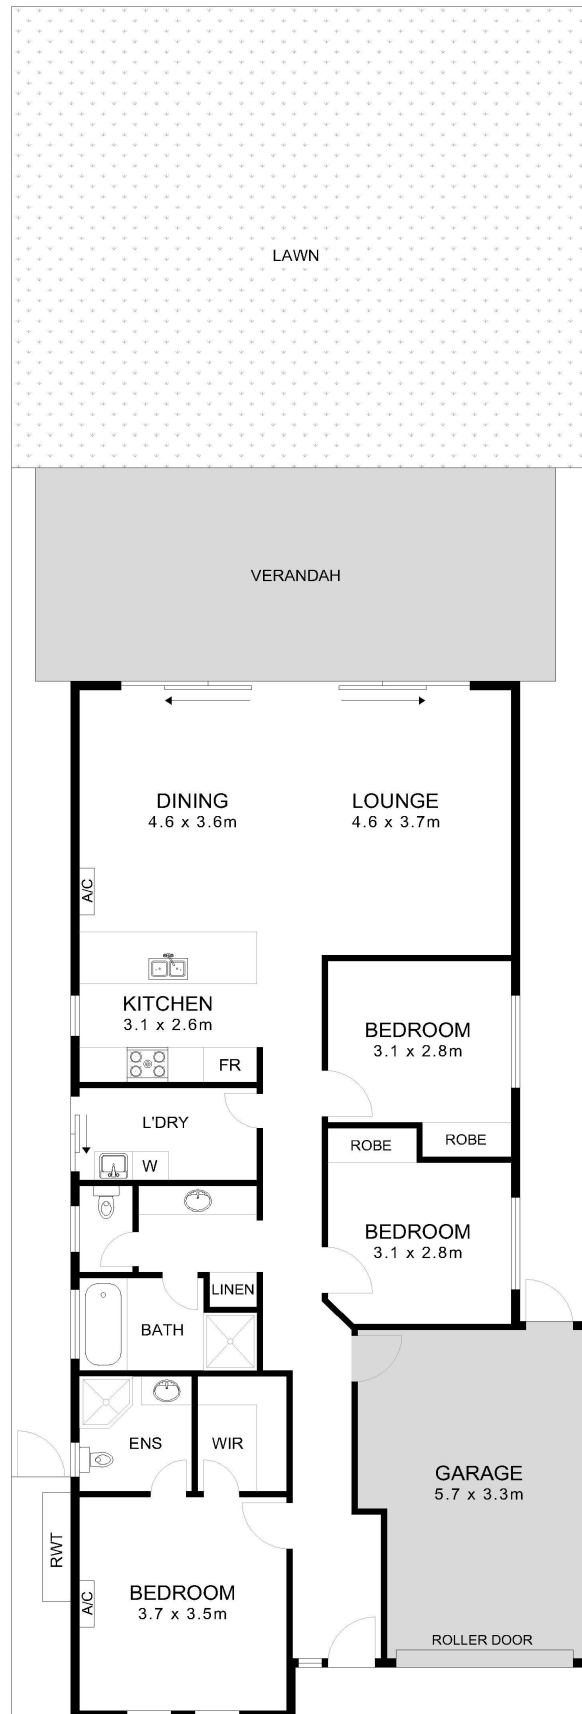 LAWN
VERANDAH
DINING
4.6 x 3.6m
LOUNGE
4.6 x 3.7m
A/C
KITCHEN
3.1 x 2.6m
FR
BEDROOM
3.1 x 2.8m
L'DRY
W
ROBE
ROBE
BEDROOM
3.1 x 2.8m
LINEN
BATH
ENS
WIR
GARAGE
5.7 x 3.3m
RWT
A/C
BEDROOM
3.7 x 3.5m
ROLLER DOOR